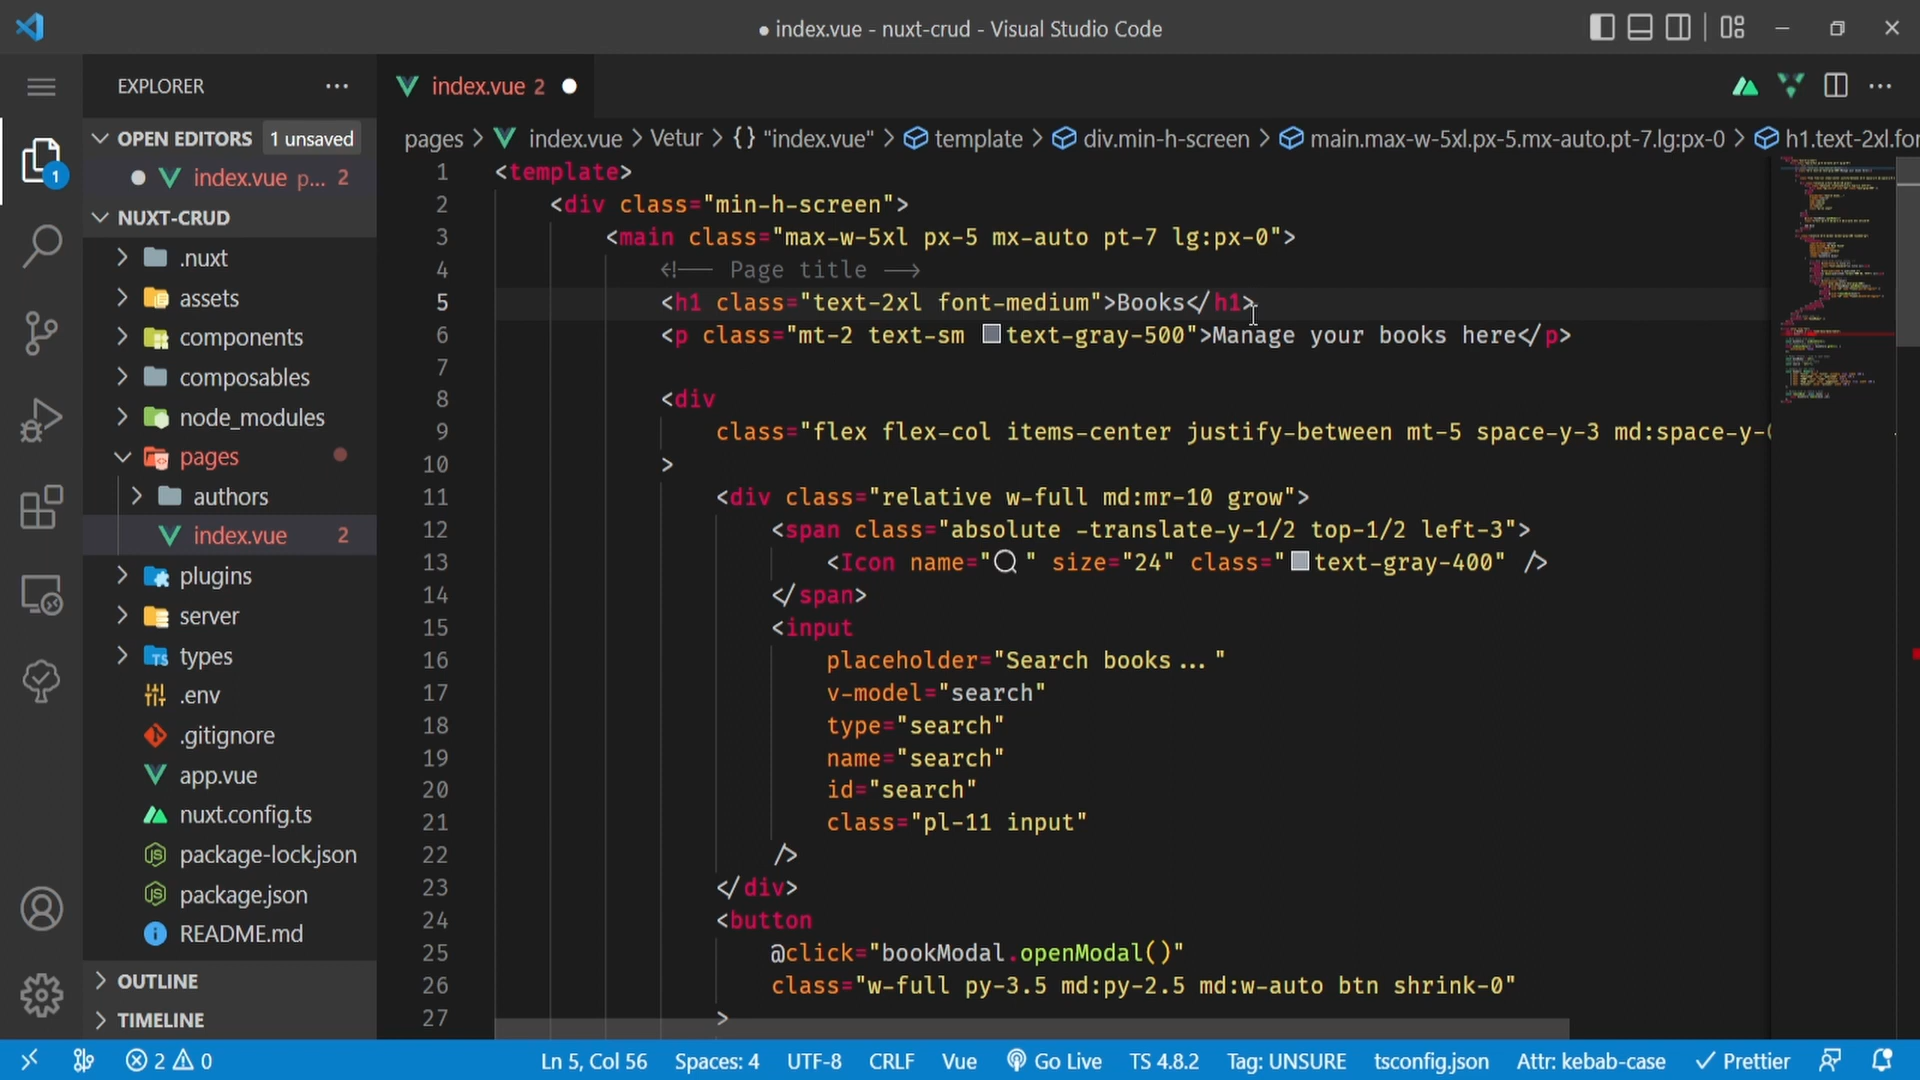 ● index.vue - nuxt-crud - Visual Studio Code
EXPLORER
OPEN EDITORS 1 unsaved
index.vue p... 2
NUXT-CRUD
.nuxt
assets
components
composables
node_modules
pages
authors
index.vue 2
plugins
server
types
.env
.gitignore
app.vue
nuxt.config.ts
package-lock.json
package.json
README.md
OUTLINE
TIMELINE
1
index.vue 2
pages > index.vue > Vetur > {} "index.vue" > template > div.min-h-screen > main.max-w-5xl.px-5.mx-auto.pt-7.lg:px-0 > h1.text-2xl.for
1 <template>
2 <div class="min-h-screen">
3 <main class="max-w-5xl px-5 mx-auto pt-7 lg:px-0">
4 <!-- Page title -->
5 <h1 class="text-2xl font-medium">Books</h1>
6 <p class="mt-2 text-sm text-gray-500">Manage your books here</p>
7
8 <div
9 class="flex flex-col items-center justify-between mt-5 space-y-3 md:space-y-
10 >
11 <div class="relative w-full md:mr-10 grow">
12 <span class="absolute -translate-y-1/2 top-1/2 left-3">
13 <Icon name=" " size="24" class="text-gray-400" />
14 </span>
15 <input
16 placeholder="Search books..."
17 v-model="search"
18 type="search"
19 name="search"
20 id="search"
21 class="pl-11 input"
22 />
23 </div>
24 <button
25 @click="bookModal.openModal()"
26 class="w-full py-3.5 md:py-2.5 md:w-auto btn shrink-0"
27 >
2 0 Ln 5, Col 56 Spaces: 4 UTF-8 CRLF Vue Go Live TS 4.8.2 Tag: UNSURE tsconfig.json Attr: kebab-case Prettier